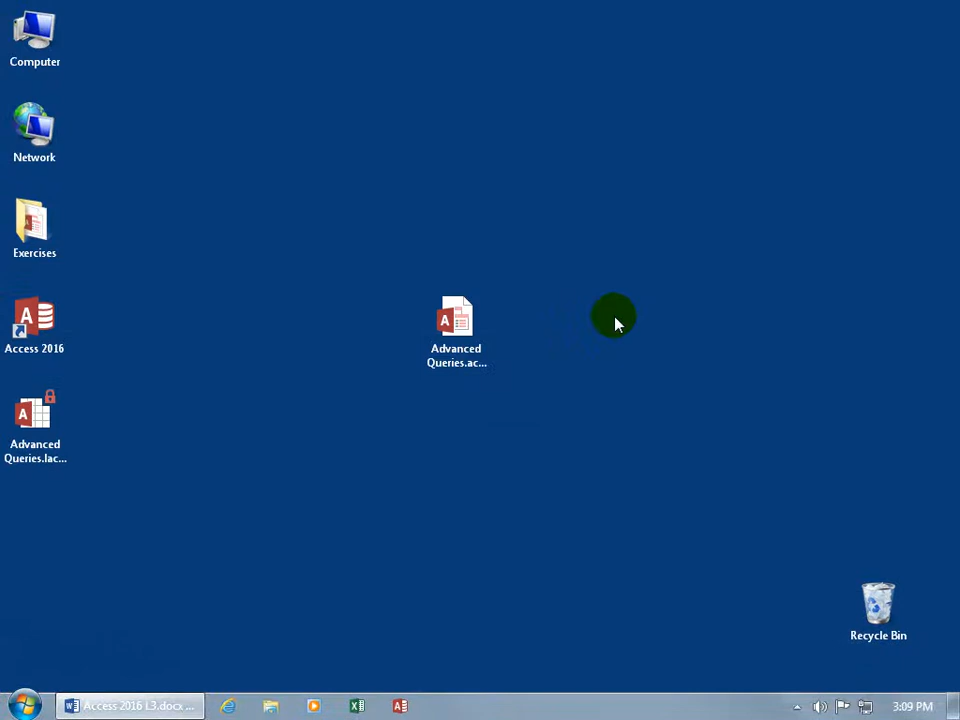 Computer
Network
Exercises
Access 2016
Advanced
Queries.lac...
Advanced
Queries.ac...
Recycle Bin
Access 2016 L3.docx ...
3:09 PM